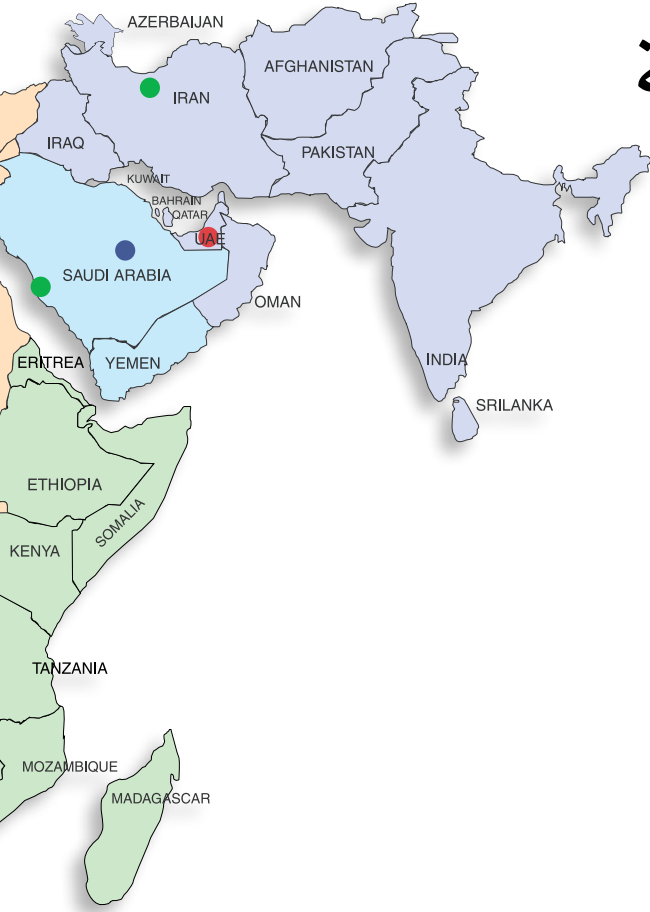 AZERBAIJAN
AFGHANISTAN
IRAN
IRAQ
PAKISTAN
KUWAIT
BAHRAIN
QATAR
UAE
SAUDI ARABIA
OMAN
ERITREA
YEMEN
INDIA
SRILANKA
ETHIOPIA
SOMALIA
KENYA
TANZANIA
MOZAMBIQUE
MADAGASCAR